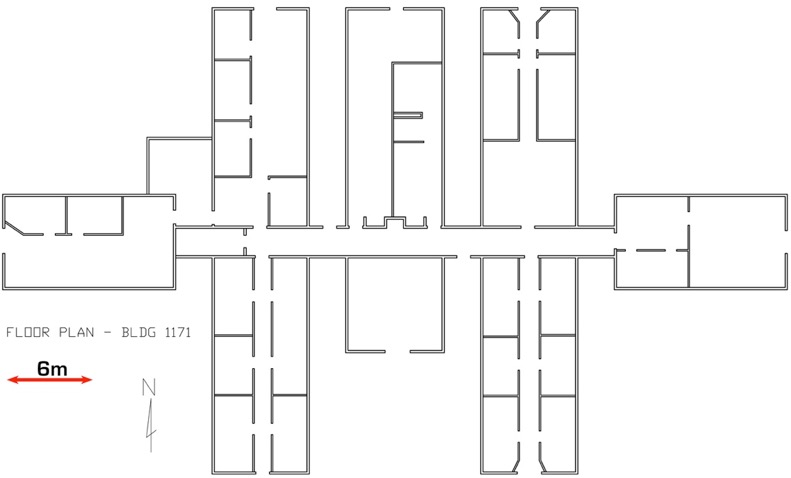 FLOOR PLAN - BLDG 1171
6m
N